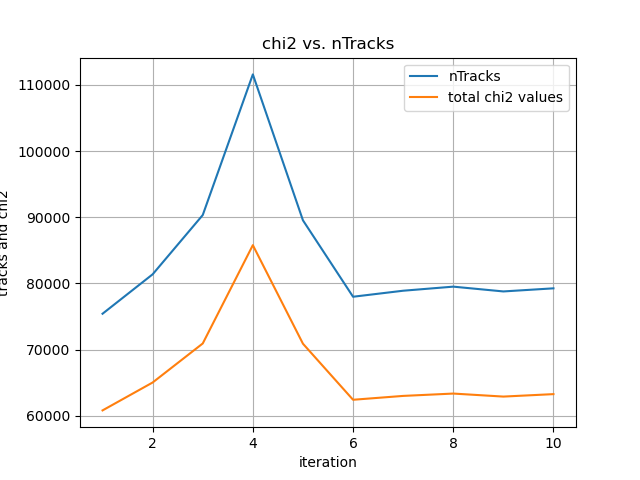 chi2 vs. nTracks
nTracks
total chi2 values
110000
100000
90000
80000
70000
60000
tracks and chi2
2 4 6 8 10
iteration